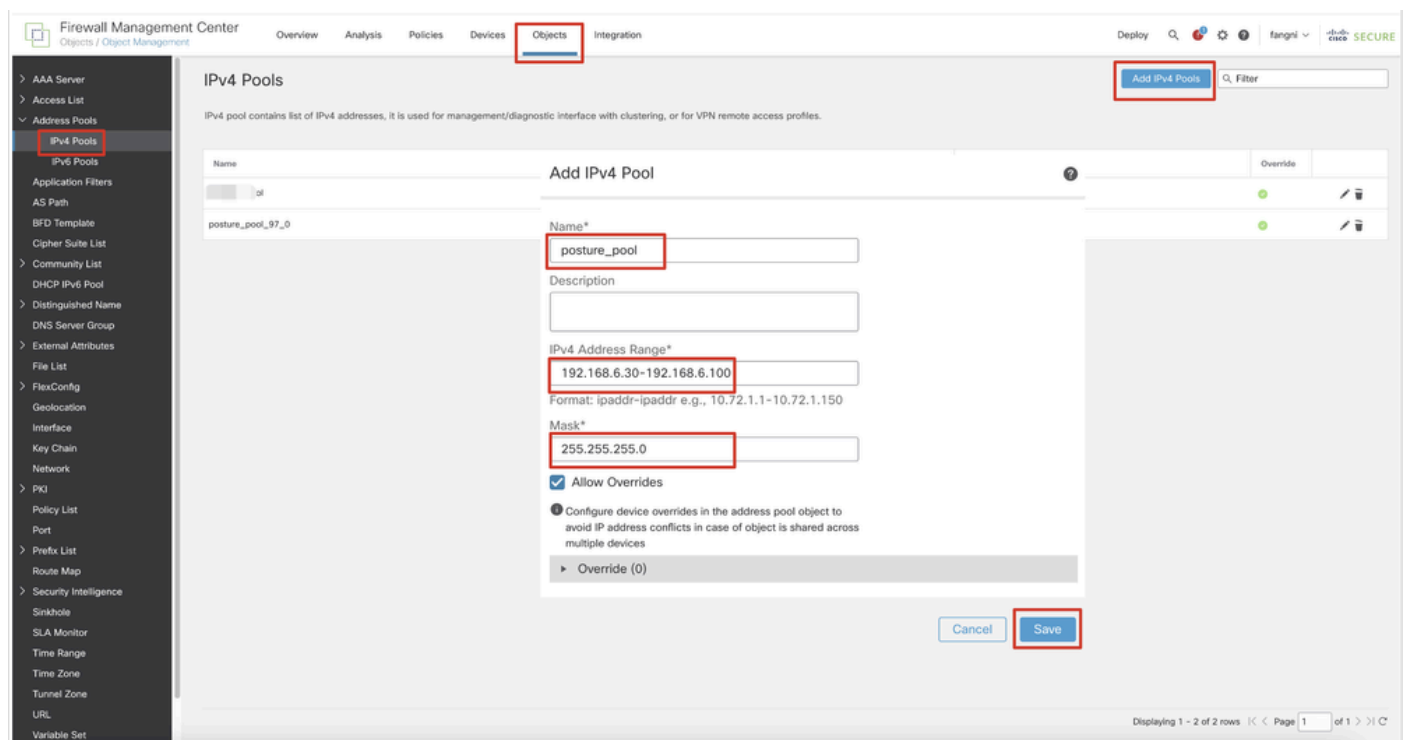 Firewall Management Center
Objects / Object Management
Overview
Analysis
Policies
Devices
Objects
Integration
Deploy
fangni
cisco SECURE
AAA Server
Access List
Address Pools
IPv4 Pools
IPv6 Pools
Application Filters
AS Path
BFD Template
Cipher Suite List
Community List
DHCP IPv6 Pool
Distinguished Name
DNS Server Group
External Attributes
File List
FlexConfig
Geolocation
Interface
Key Chain
Network
PKI
Policy List
Port
Prefix List
Route Map
Security Intelligence
Sinkhole
SLA Monitor
Time Range
Time Zone
Tunnel Zone
URL
Variable Set
IPv4 Pools
Add IPv4 Pools
Filter
IPv4 pool contains list of IPv4 addresses, it is used for management/diagnostic interface with clustering, or for VPN remote access profiles.
Name
Override
ol
posture_pool_97_0
Add IPv4 Pool
Name*
posture_pool
Description
IPv4 Address Range*
192.168.6.30-192.168.6.100
Format: ipaddr-ipaddr e.g., 10.72.1.1-10.72.1.150
Mask*
255.255.255.0
Allow Overrides
Configure device overrides in the address pool object to
avoid IP address conflicts in case of object is shared across
multiple devices
Override (0)
Cancel
Save
Displaying 1 - 2 of 2 rows |< < Page 1 of 1 > >| C